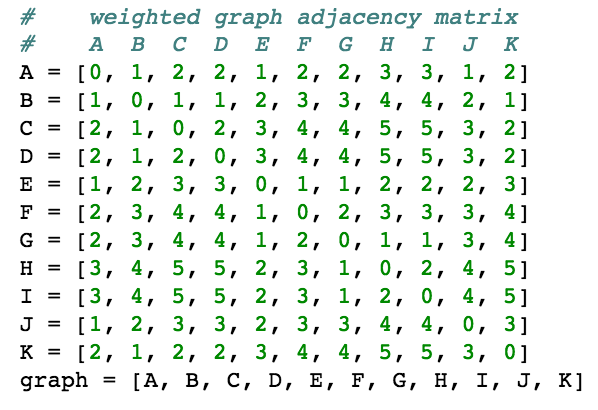 #    weighted graph adjacency matrix
#    A  B  C  D  E  F  G  H  I  J  K
A = [0, 1, 2, 2, 1, 2, 2, 3, 3, 1, 2]
B = [1, 0, 1, 1, 2, 3, 3, 4, 4, 2, 1]
C = [2, 1, 0, 2, 3, 4, 4, 5, 5, 3, 2]
D = [2, 1, 2, 0, 3, 4, 4, 5, 5, 3, 2]
E = [1, 2, 3, 3, 0, 1, 1, 2, 2, 2, 3]
F = [2, 3, 4, 4, 1, 0, 2, 3, 3, 3, 4]
G = [2, 3, 4, 4, 1, 2, 0, 1, 1, 3, 4]
H = [3, 4, 5, 5, 2, 3, 1, 0, 2, 4, 5]
I = [3, 4, 5, 5, 2, 3, 1, 2, 0, 4, 5]
J = [1, 2, 3, 3, 2, 3, 3, 4, 4, 0, 3]
K = [2, 1, 2, 2, 3, 4, 4, 5, 5, 3, 0]
graph = [A, B, C, D, E, F, G, H, I, J, K]